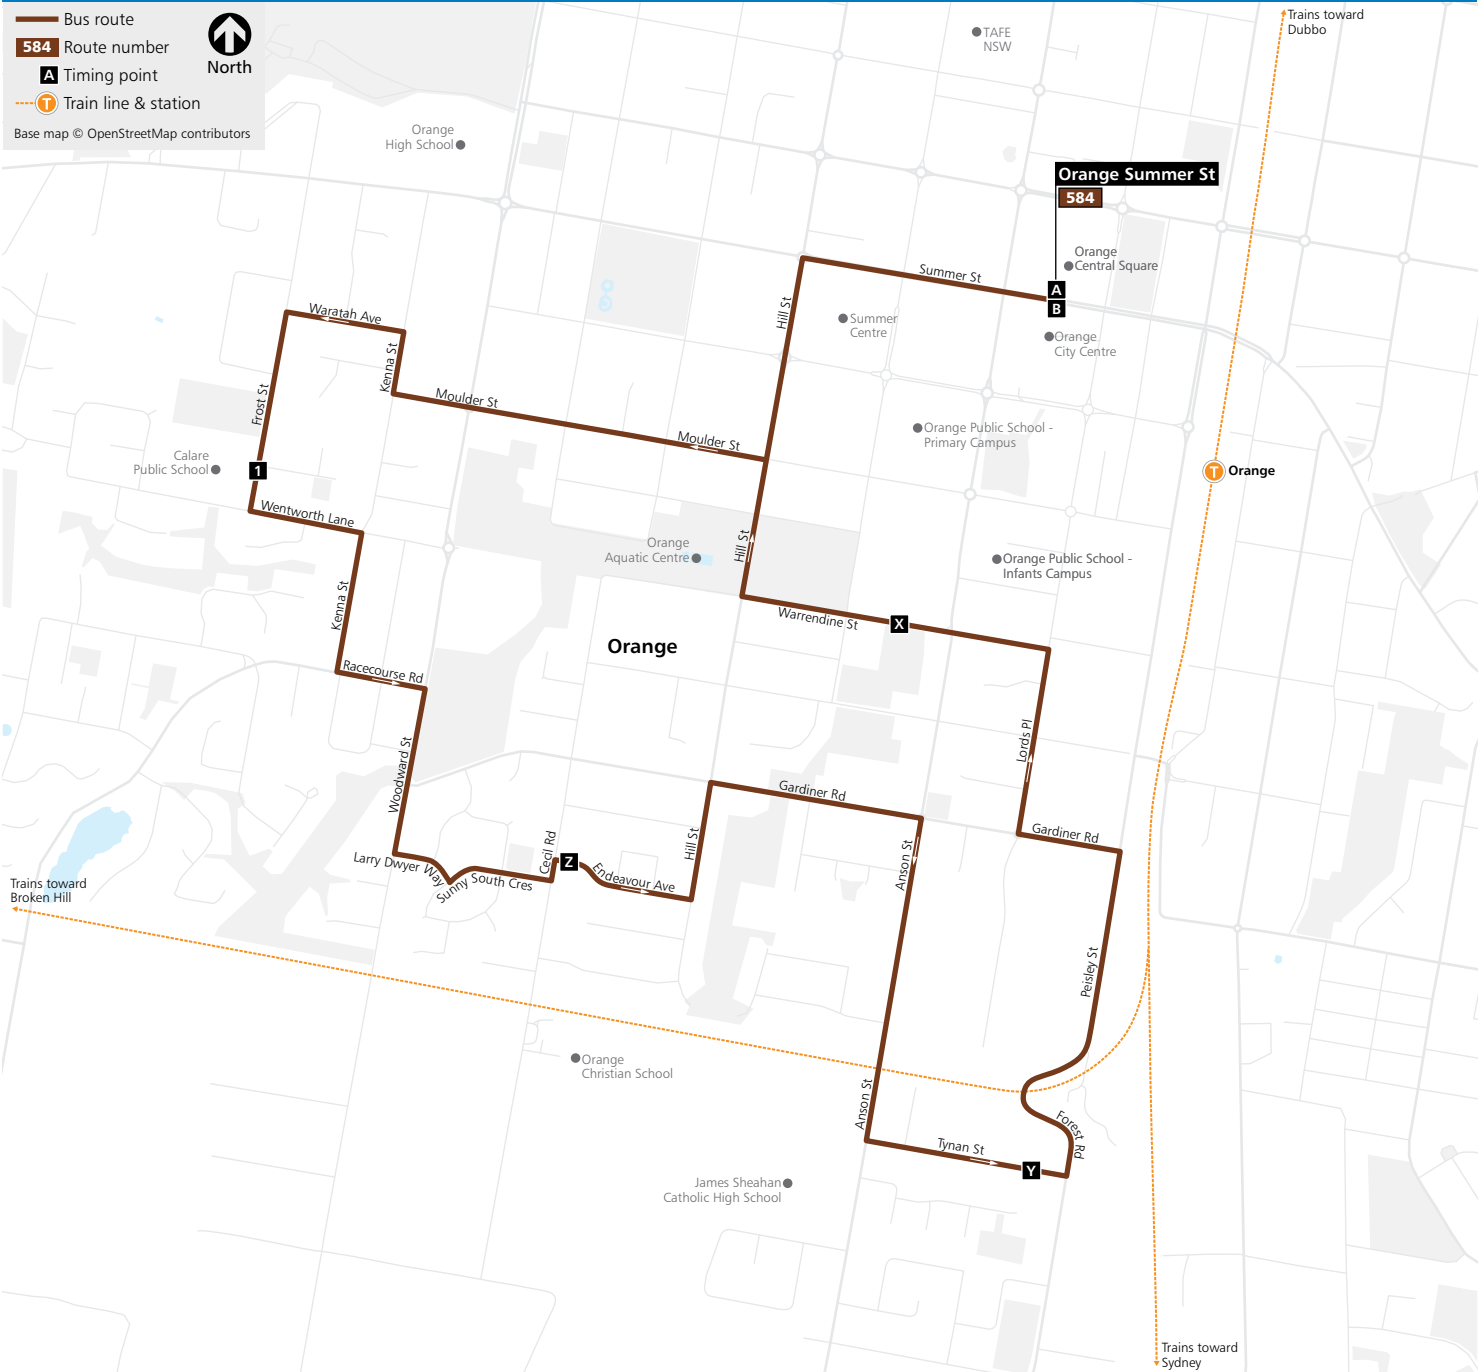 Bus route
584 Route number
A Timing point
T Train line & station
North
Base map © OpenStreetMap contributors
Trains toward
Dubbo
TAFE
NSW
Orange
High School
Orange Summer St
584
Orange
Central Square
A
B
Summer St
Hill St
Summer
Centre
Orange
City Centre
Waratah Ave
Kenna St
Frost St
Moulder St
Moulder St
Orange Public School -
Primary Campus
Calare
Public School
1
T Orange
Wentworth Lane
Orange
Aquatic Centre
Hill St
Orange Public School -
Infants Campus
Kenna St
Warrendine St
X
Orange
Racecourse Rd
Woodward St
Lords Pl
Gardiner Rd
Gardiner Rd
Hill St
Anson St
Cecil Rd
Z
Endeavour Ave
Larry Dwyer Way
Sunny South Cres
Trains toward
Broken Hill
Peisley St
Orange
Christian School
Anson St
Forest Rd
Tynan St
Y
James Sheahan
Catholic High School
Trains toward
Sydney